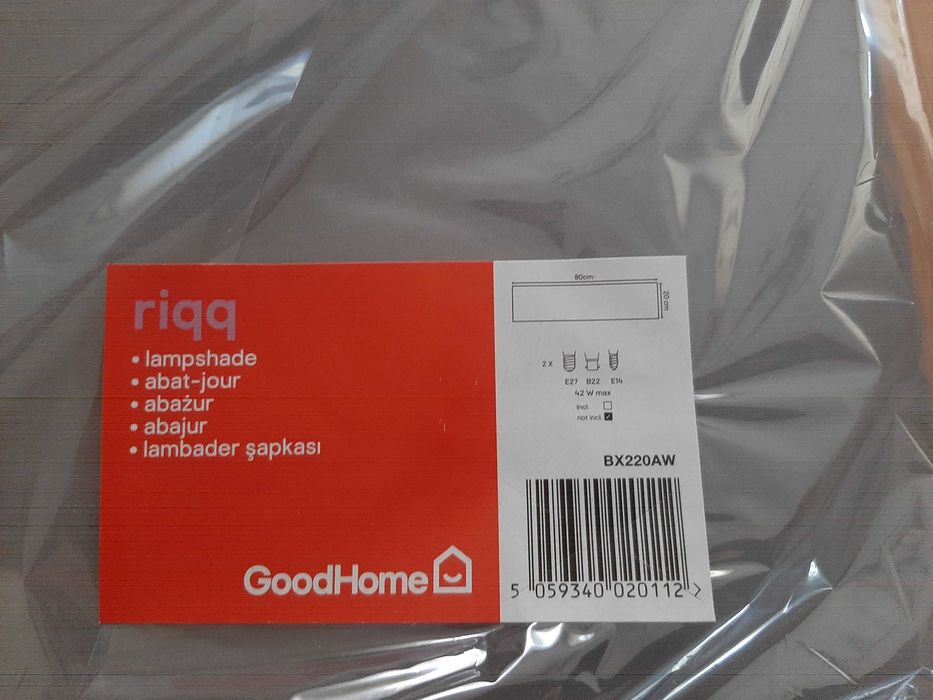 riqq
• lampshade
• abat-jour
• abażur
• abajur
• lambader şapkası
GoodHome
80cm
20 cm
2 X
E27 B22 E14
42 W max
incl.
not incl.
BX220AW
5 059340 020112 >